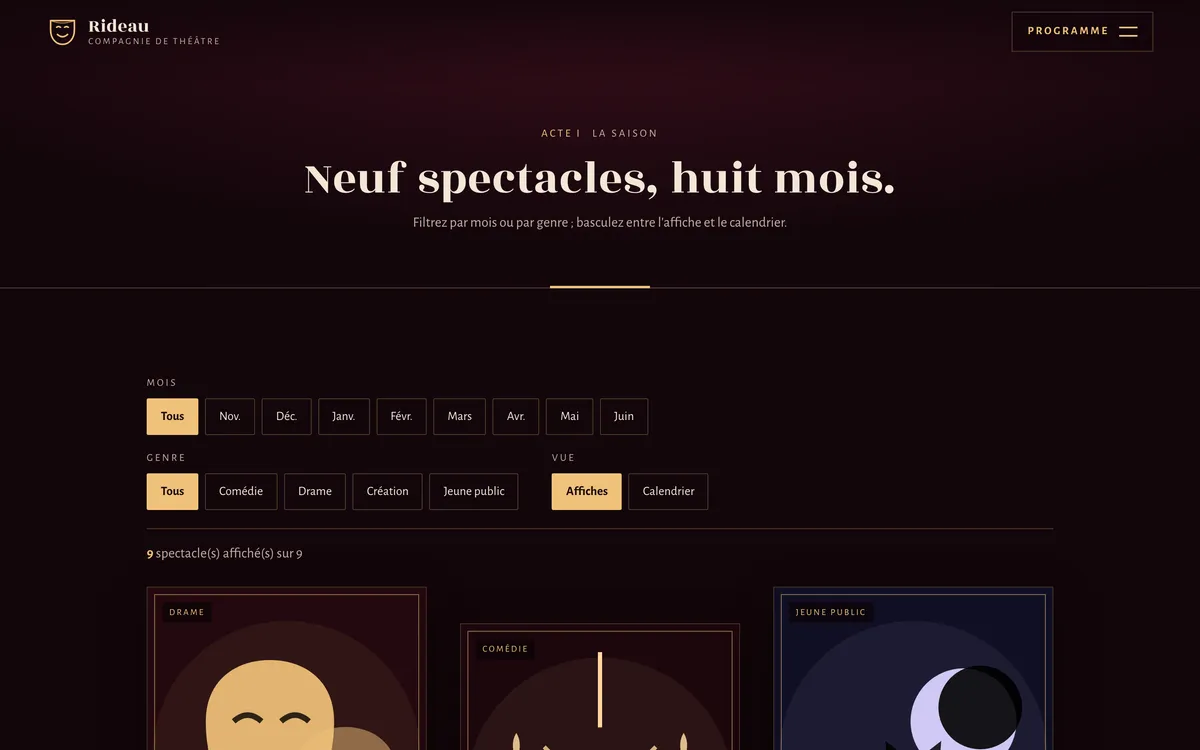 Rideau
COMPAGNIE DE THÉÂTRE
PROGRAMME
ACTE I LA SAISON
Neuf spectacles, huit mois.
Filtrez par mois ou par genre ; basculez entre l'affiche et le calendrier.
MOIS
Tous Nov. Déc. Janv. Févr. Mars Avr. Mai Juin
GENRE VUE
Tous Comédie Drame Création Jeune public Affiches Calendrier
9 spectacle(s) affiché(s) sur 9
DRAME
JEUNE PUBLIC
COMÉDIE